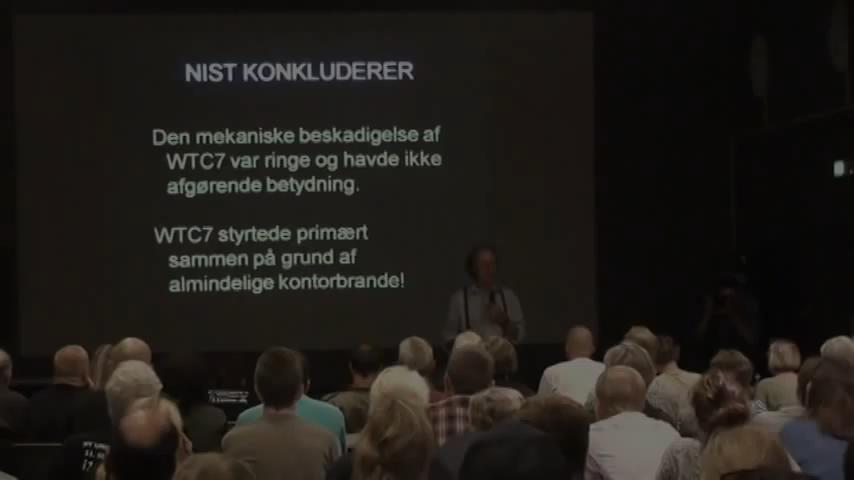 NIST KONKLUDERER
Den mekaniske beskadigelse af
WTC7 var ringe og havde ikke
afgørende betydning.
WTC7 styrtede primært
sammen på grund af
almindelige kontorbrande!